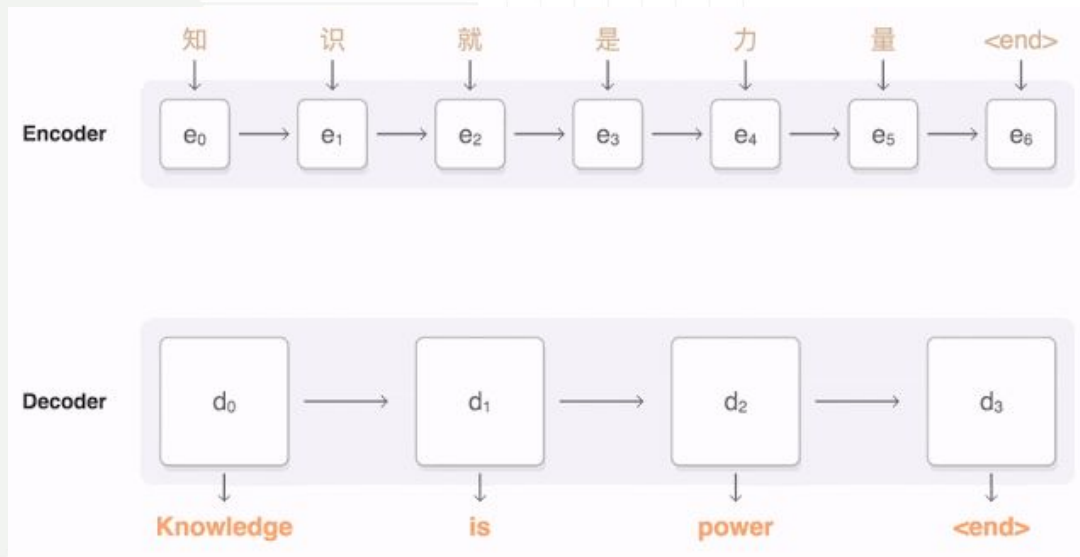 知 识 就 是 力 量 <end>
Encoder e₀ e₁ e₂ e₃ e₄ e₅ e₆
Decoder d₀ d₁ d₂ d₃
Knowledge is power <end>